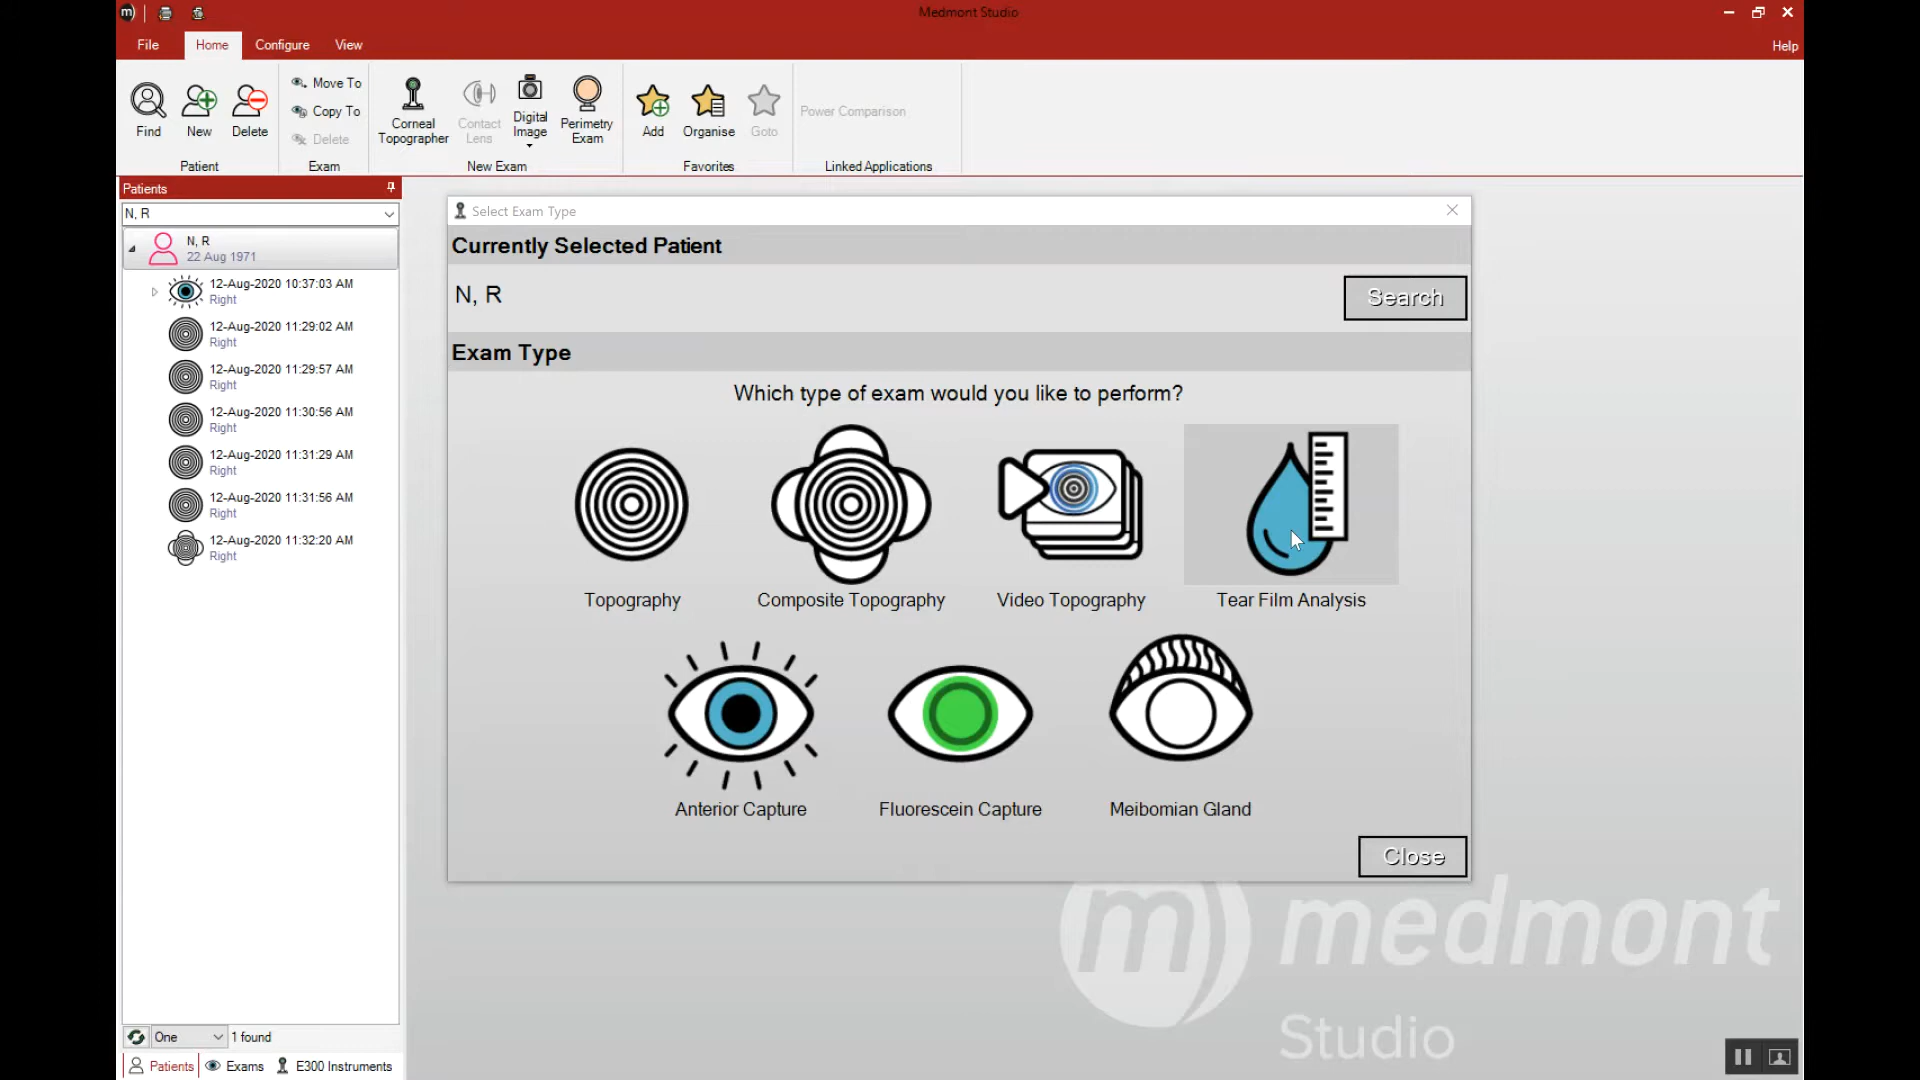 m)
Medmont Studio
File Home Configure View Help
Find New Delete
Patient
Move To
Copy To
Delete
Exam
Corneal Topographer
Contact Lens
Digital Image
Perimetry Exam
New Exam
Add Organise Goto
Favorites
Power Comparison
Linked Applications
Patients
N, R
N, R
22 Aug 1971
12-Aug-2020 10:37:03 AM
Right
12-Aug-2020 11:29:02 AM
Right
12-Aug-2020 11:29:57 AM
Right
12-Aug-2020 11:30:56 AM
Right
12-Aug-2020 11:31:29 AM
Right
12-Aug-2020 11:31:56 AM
Right
12-Aug-2020 11:32:20 AM
Right
One 1 found
Patients Exams E300 Instruments
Select Exam Type
Currently Selected Patient
N, R Search
Exam Type
Which type of exam would you like to perform?
Topography Composite Topography Video Topography Tear Film Analysis
Anterior Capture Fluorescein Capture Meibomian Gland
Close
m) medmont
Studio